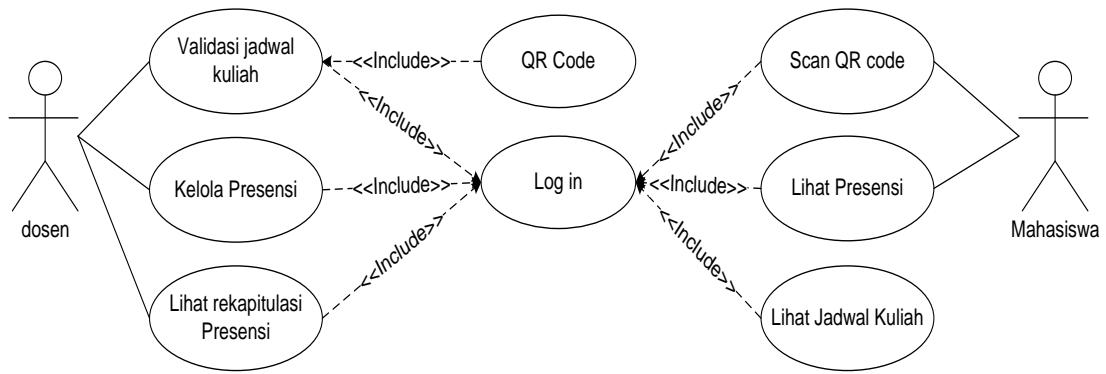 Validasi jadwal
kuliah
<<Include>>
QR Code
Scan QR code
<<Include>>
<<Include>>
Kelola Presensi
<<Include>>
Log in
<<Include>>
Lihat Presensi
dosen
Mahasiswa
<<Include>>
<<Include>>
Lihat rekapitulasi
Presensi
Lihat Jadwal Kuliah